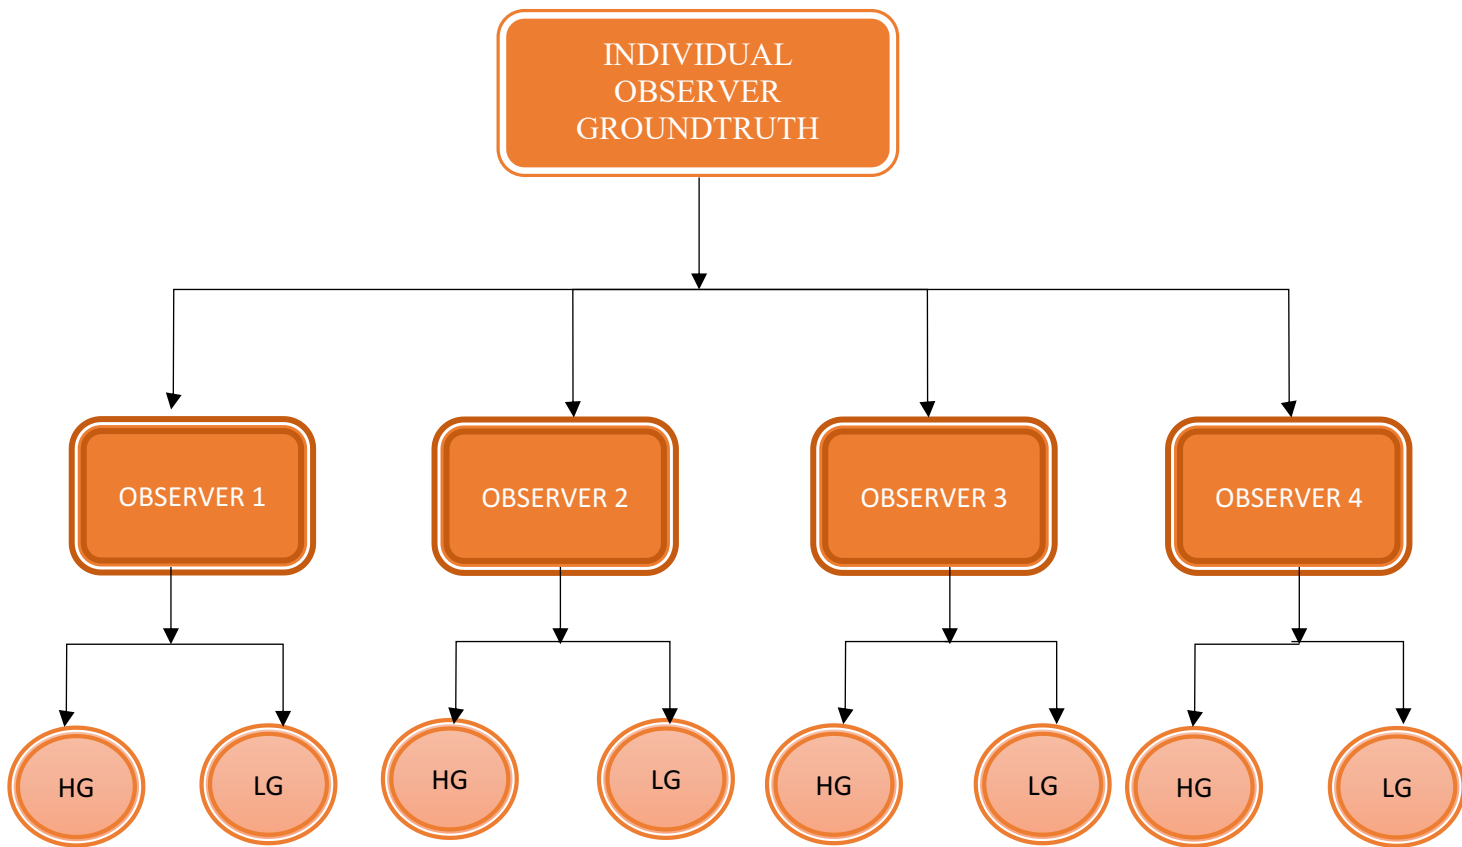 INDIVIDUAL
OBSERVER
GROUNDTRUTH
OBSERVER 1
OBSERVER 2
OBSERVER 3
OBSERVER 4
HG
LG
HG
LG
HG
LG
HG
LG